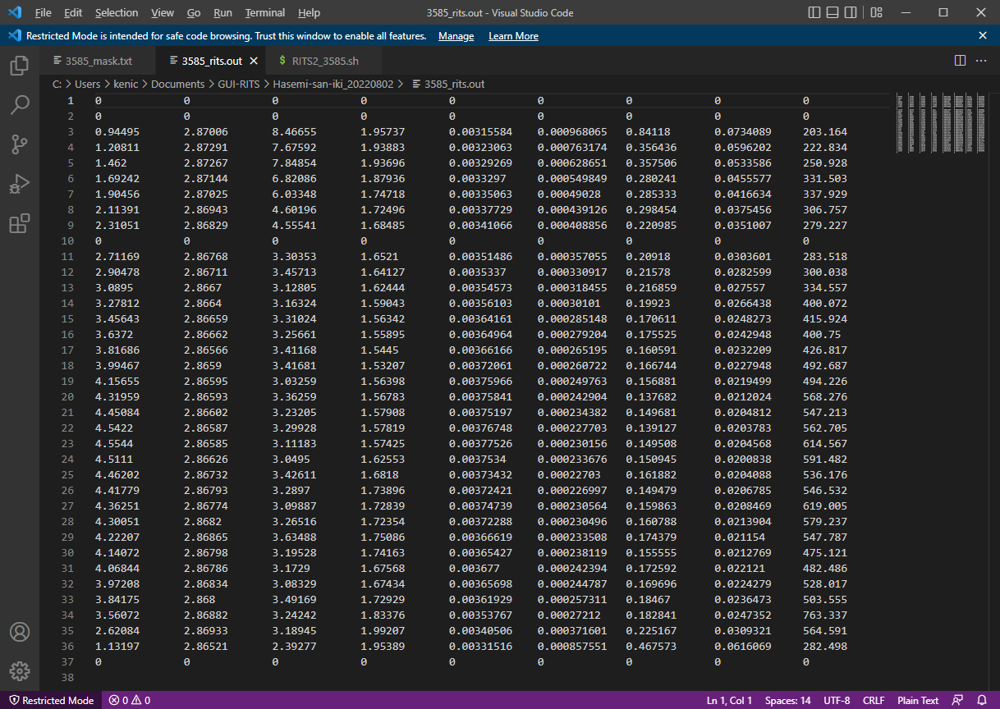 File Edit Selection View Go Run Terminal Help 3585_rits.out - Visual Studio Code
Restricted Mode is intended for safe code browsing. Trust this window to enable all features. Manage Learn More
3585_mask.txt 3585_rits.out RITS2_3585.sh
C: > Users > kenic > Documents > GUI-RITS > Hasemi-san-iki_20220802 > 3585_rits.out
1 0 0 0 0 0 0 0 0 0
2 0 0 0 0 0 0 0 0 0
3 0.94495 2.87006 8.46655 1.95737 0.00315584 0.000968065 0.84118 0.0734089 203.164
4 1.20811 2.87291 7.67592 1.93883 0.00323063 0.000763174 0.356436 0.0596202 222.834
5 1.462 2.87267 7.84854 1.93696 0.00329269 0.000628651 0.357506 0.0533586 250.928
6 1.69242 2.87144 6.82086 1.87936 0.0033297 0.000549849 0.280241 0.0455577 331.503
7 1.90456 2.87025 6.03348 1.74718 0.00335063 0.00049028 0.285333 0.0416634 337.929
8 2.11391 2.86943 4.60196 1.72496 0.00337729 0.000439126 0.298454 0.0375456 306.757
9 2.31051 2.86829 4.55541 1.68485 0.00341066 0.000408856 0.220985 0.0351007 279.227
10 0 0 0 0 0 0 0 0 0
11 2.71169 2.86768 3.30353 1.6521 0.00351486 0.000357055 0.20918 0.0303601 283.518
12 2.90478 2.86711 3.45713 1.64127 0.0035337 0.000330917 0.21578 0.0282599 300.038
13 3.0895 2.8667 3.12805 1.62444 0.00354573 0.000318455 0.216859 0.027557 334.557
14 3.27812 2.8664 3.16324 1.59043 0.00356103 0.00030101 0.19923 0.0266438 400.072
15 3.45643 2.86659 3.31024 1.56342 0.00364161 0.000285148 0.170611 0.0248273 415.924
16 3.6372 2.86662 3.25661 1.55895 0.00364964 0.000279204 0.175525 0.0242948 400.75
17 3.81686 2.86566 3.41168 1.5445 0.00366166 0.000265195 0.160591 0.0232209 426.817
18 3.99467 2.8659 3.41681 1.53207 0.00372061 0.000260722 0.166744 0.0227948 492.687
19 4.15655 2.86595 3.03259 1.56398 0.00375966 0.000249763 0.156881 0.0219499 494.226
20 4.31959 2.86593 3.36259 1.56783 0.00375841 0.000242904 0.137682 0.0212024 568.276
21 4.45084 2.86602 3.23205 1.57908 0.00375197 0.000234382 0.149681 0.0204812 547.213
22 4.5422 2.86587 3.29928 1.57819 0.00376748 0.000227703 0.139127 0.0203783 562.705
23 4.5544 2.86585 3.11183 1.57425 0.00377526 0.000230156 0.149508 0.0204568 614.567
24 4.5111 2.86626 3.0495 1.62553 0.0037534 0.000233676 0.150945 0.0200838 591.482
25 4.46202 2.86732 3.42611 1.6818 0.00373432 0.00022703 0.161882 0.0204088 536.176
26 4.41779 2.86793 3.2897 1.73896 0.00372421 0.000226997 0.149479 0.0206785 546.532
27 4.36251 2.86774 3.09887 1.72839 0.00374739 0.000230564 0.159863 0.0208469 619.005
28 4.30051 2.8682 3.26516 1.72354 0.00372288 0.000230496 0.160788 0.0213904 579.237
29 4.22207 2.86865 3.63488 1.75086 0.00366619 0.000233508 0.174379 0.021154 547.787
30 4.14072 2.86798 3.19528 1.74163 0.00365427 0.000238119 0.155555 0.0212769 475.121
31 4.06844 2.86786 3.1729 1.67568 0.003677 0.000242394 0.172592 0.022121 482.486
32 3.97208 2.86834 3.08329 1.67434 0.00365698 0.000244787 0.169696 0.0224279 528.017
33 3.84175 2.868 3.49169 1.72929 0.00361929 0.000257311 0.18467 0.0236473 503.555
34 3.56072 2.86882 3.24242 1.83376 0.00353767 0.00027212 0.182841 0.0247352 763.337
35 2.62084 2.86933 3.18945 1.99207 0.00340506 0.000371601 0.225167 0.0309321 564.591
36 1.13197 2.86521 2.39277 1.95389 0.00331516 0.000857551 0.467573 0.0616069 282.498
37 0 0 0 0 0 0 0 0 0
38
Restricted Mode 0 0 Ln 1, Col 1 Spaces: 14 UTF-8 CRLF Plain Text